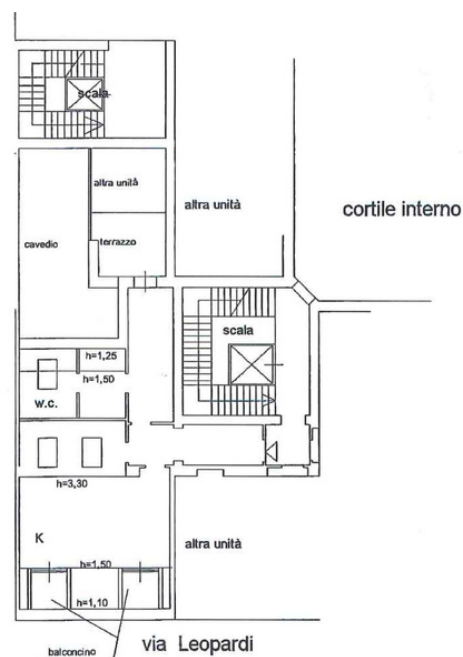 scala
altra unità
altra unità
cortile interno
cavedio
terrazzo
scala
h=1,25
h=1,50
w.c.
h=3,30
K
altra unità
h=1,50
h=1,10
via Leopardi
balconcino